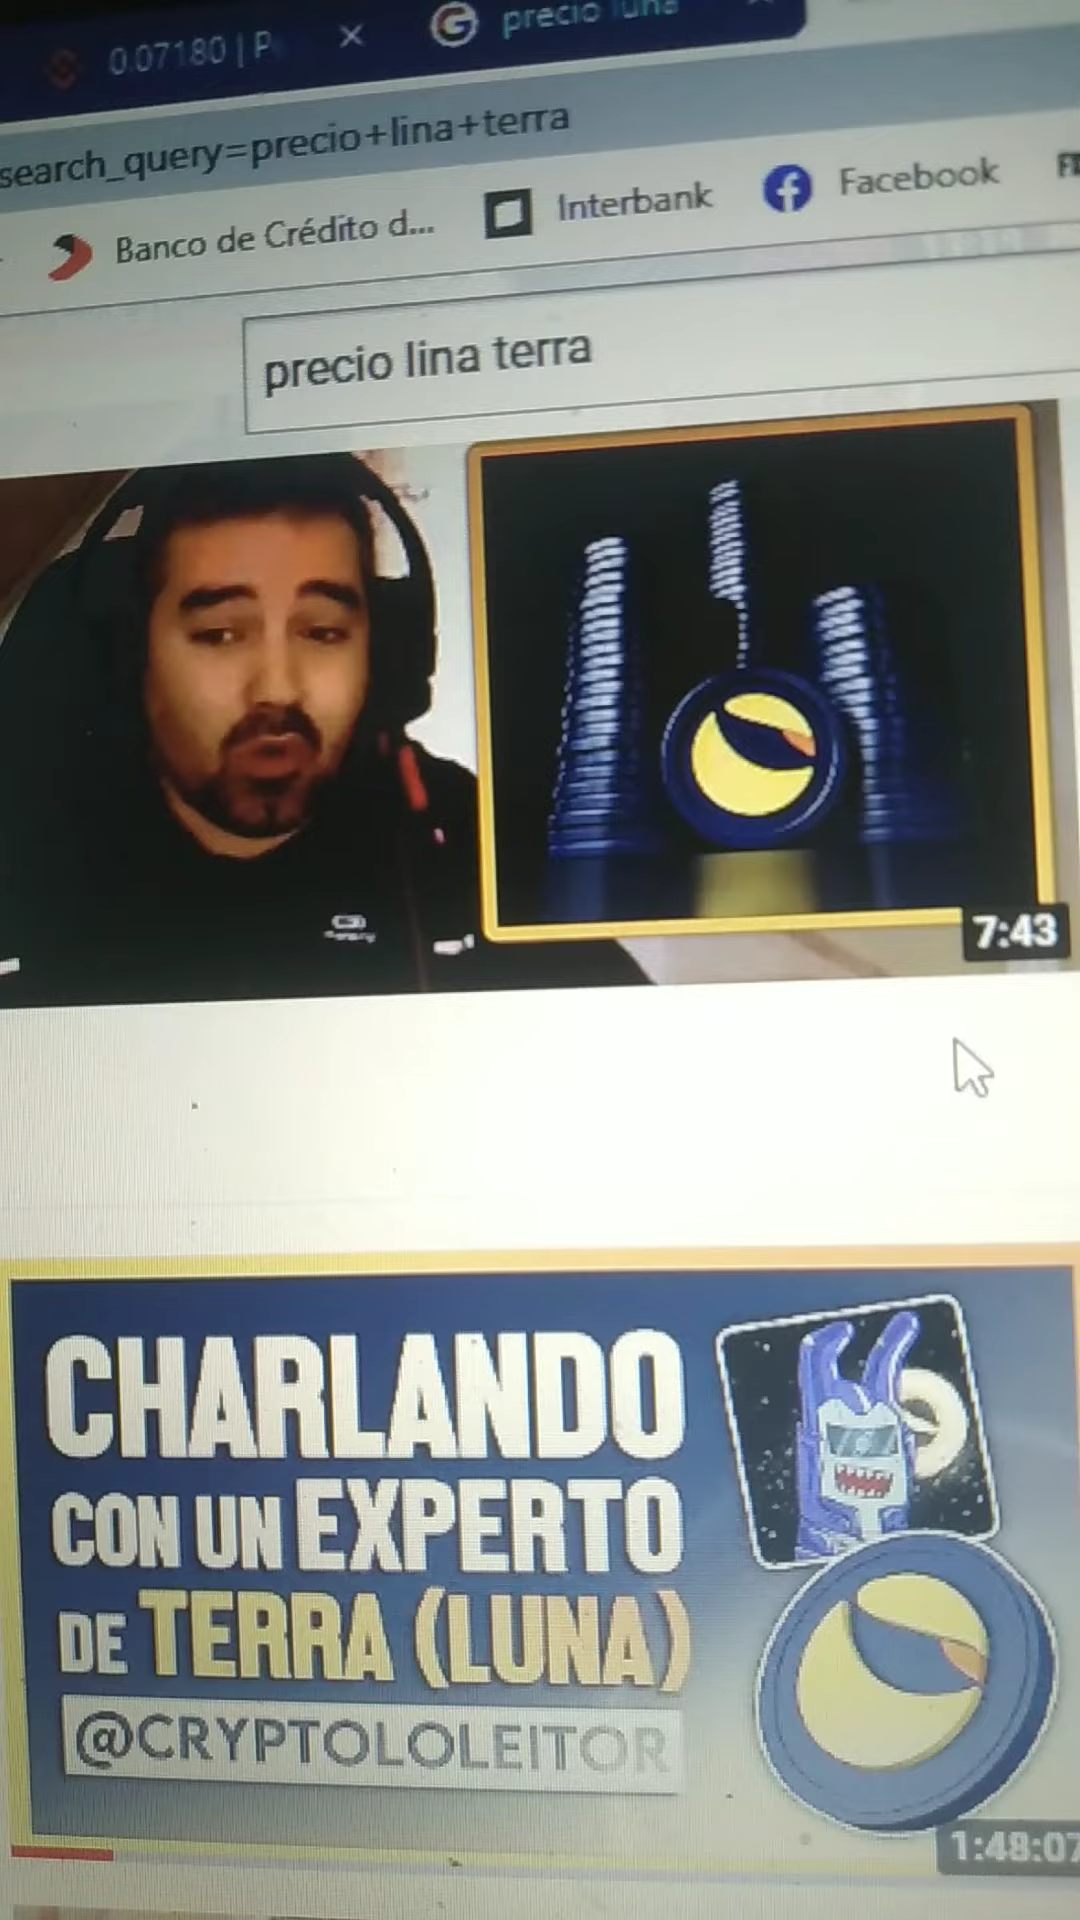 0.07180 | P
precio luna
search_query=precio+lina+terra
Banco de Crédito d...
Interbank
Facebook
precio lina terra
7:43
CHARLANDO
CON UN EXPERTO
DE TERRA (LUNA)
@CRYPTOLOLEITOR
1:48:07